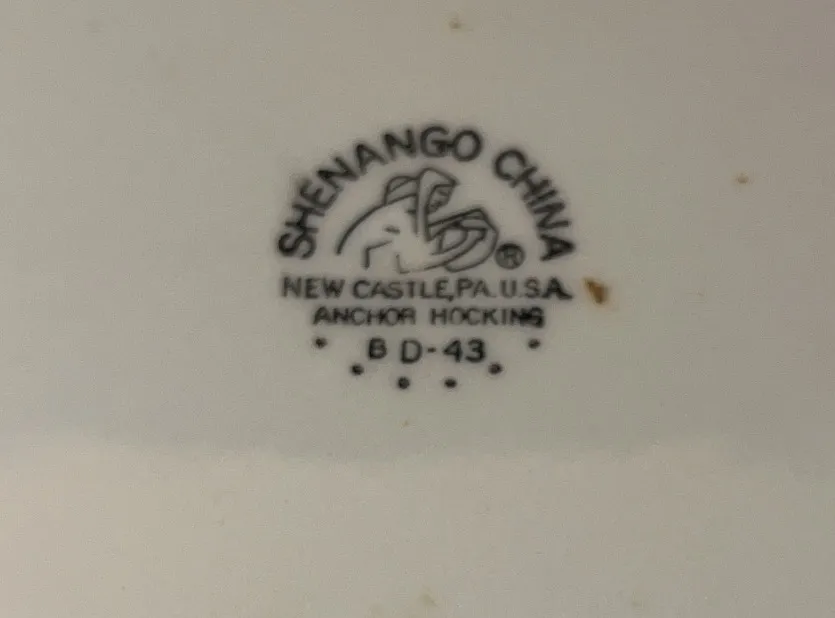 SHENANGO CHINA
®
NEW CASTLE, PA. U.S.A.
ANCHOR HOCKING
B D-43